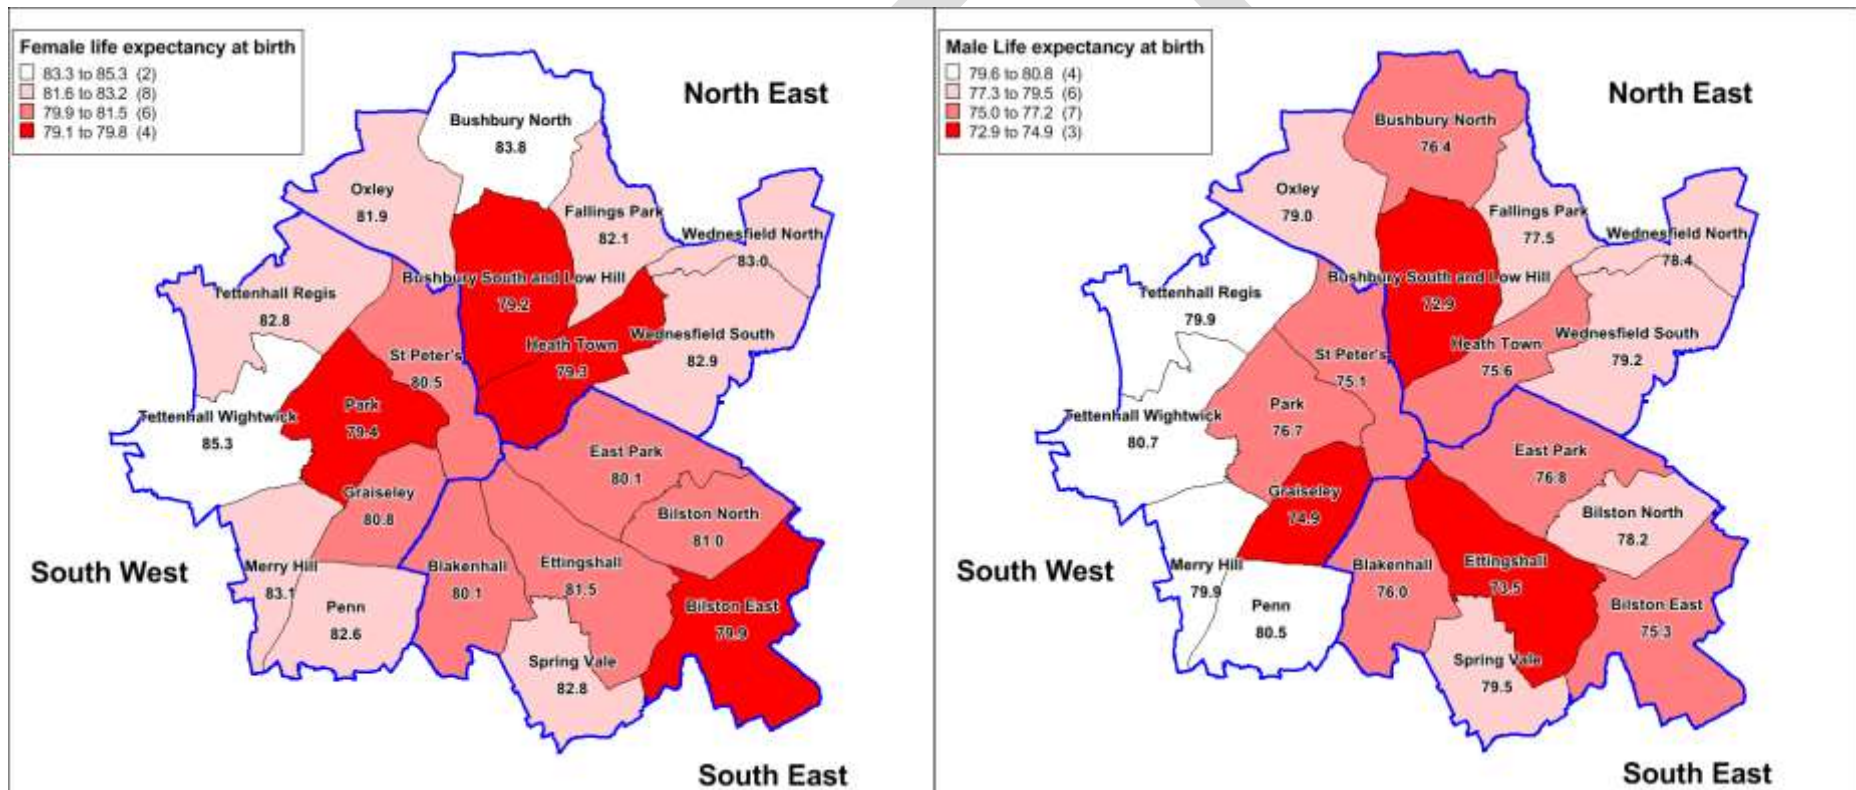 Female life expectancy at birth
83.3 to 85.3 (2)
81.6 to 83.2 (8)
79.9 to 81.5 (6)
79.1 to 79.8 (4)
North East
Bushbury North
83.8
Oxley
81.9
Fallings Park
82.1
Wednesfield North
83.0
Bushbury South and Low Hill
79.2
Tettenhall Regis
82.8
Wednesfield South
82.9
Heath Town
79.3
St Peter's
80.5
Park
79.4
Tettenhall Wightwick
85.3
East Park
80.1
Graiseley
80.8
Bilston North
81.0
South West
Merry Hill
83.1
Blakenhall
80.1
Ettingshall
81.5
Penn
82.6
Bilston East
79.9
Spring Vale
82.8
South East
Male Life expectancy at birth
79.6 to 80.8 (4)
77.3 to 79.5 (6)
75.0 to 77.2 (7)
72.9 to 74.9 (3)
North East
Bushbury North
76.4
Oxley
79.0
Fallings Park
77.5
Wednesfield North
78.4
Bushbury South and Low Hill
72.9
Tettenhall Regis
79.9
Wednesfield South
79.2
Heath Town
75.6
St Peter's
75.1
Park
76.7
Tettenhall Wightwick
80.7
East Park
76.8
Graiseley
74.9
Bilston North
78.2
South West
Merry Hill
79.9
Blakenhall
76.0
Ettingshall
73.5
Penn
80.5
Bilston East
75.3
Spring Vale
79.5
South East